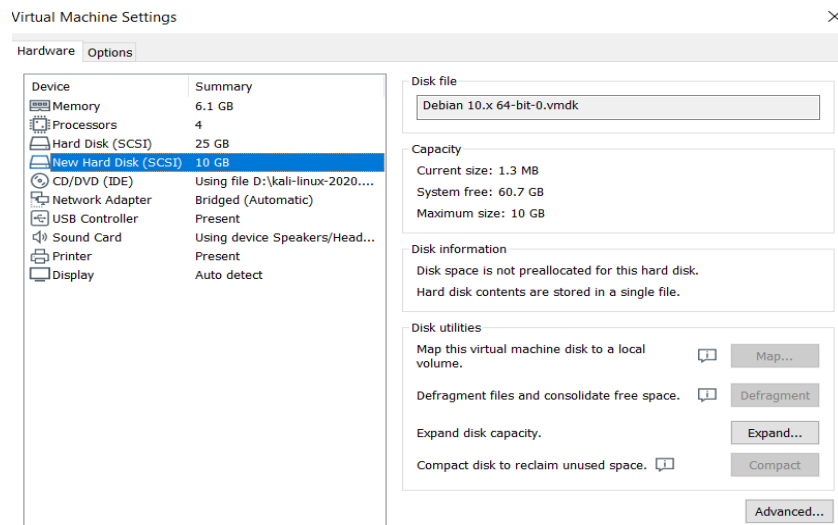 Virtual Machine Settings
Hardware Options
Device Summary
Memory 6.1 GB
Processors 4
Hard Disk (SCSI) 25 GB
New Hard Disk (SCSI) 10 GB
CD/DVD (IDE) Using file D:\kali-linux-2020....
Network Adapter Bridged (Automatic)
USB Controller Present
Sound Card Using device Speakers/Head...
Printer Present
Display Auto detect
Disk file
Debian 10.x 64-bit-0.vmdk
Capacity
Current size: 1.3 MB
System free: 60.7 GB
Maximum size: 10 GB
Disk information
Disk space is not preallocated for this hard disk.
Hard disk contents are stored in a single file.
Disk utilities
Map this virtual machine disk to a local
volume.
Map...
Defragment files and consolidate free space. Defragment
Expand disk capacity. Expand...
Compact disk to reclaim unused space. Compact
Advanced...